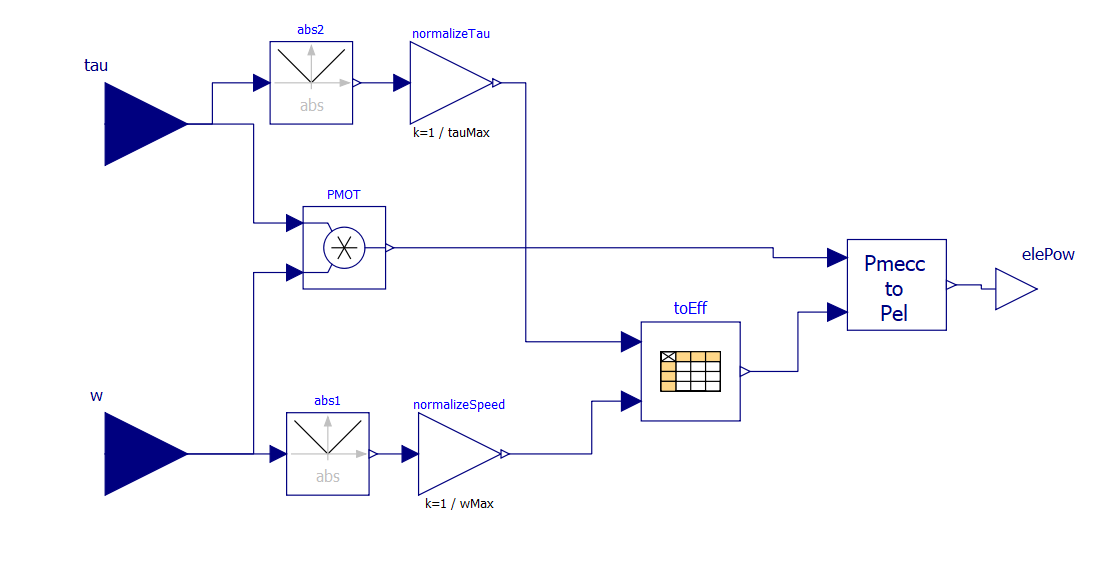 abs2
normalizeTau
tau
abs
k=1 / tauMax
PMOT
elePow
Pmecc
to
Pel
toEff
w
abs1
normalizeSpeed
abs
k=1 / wMax